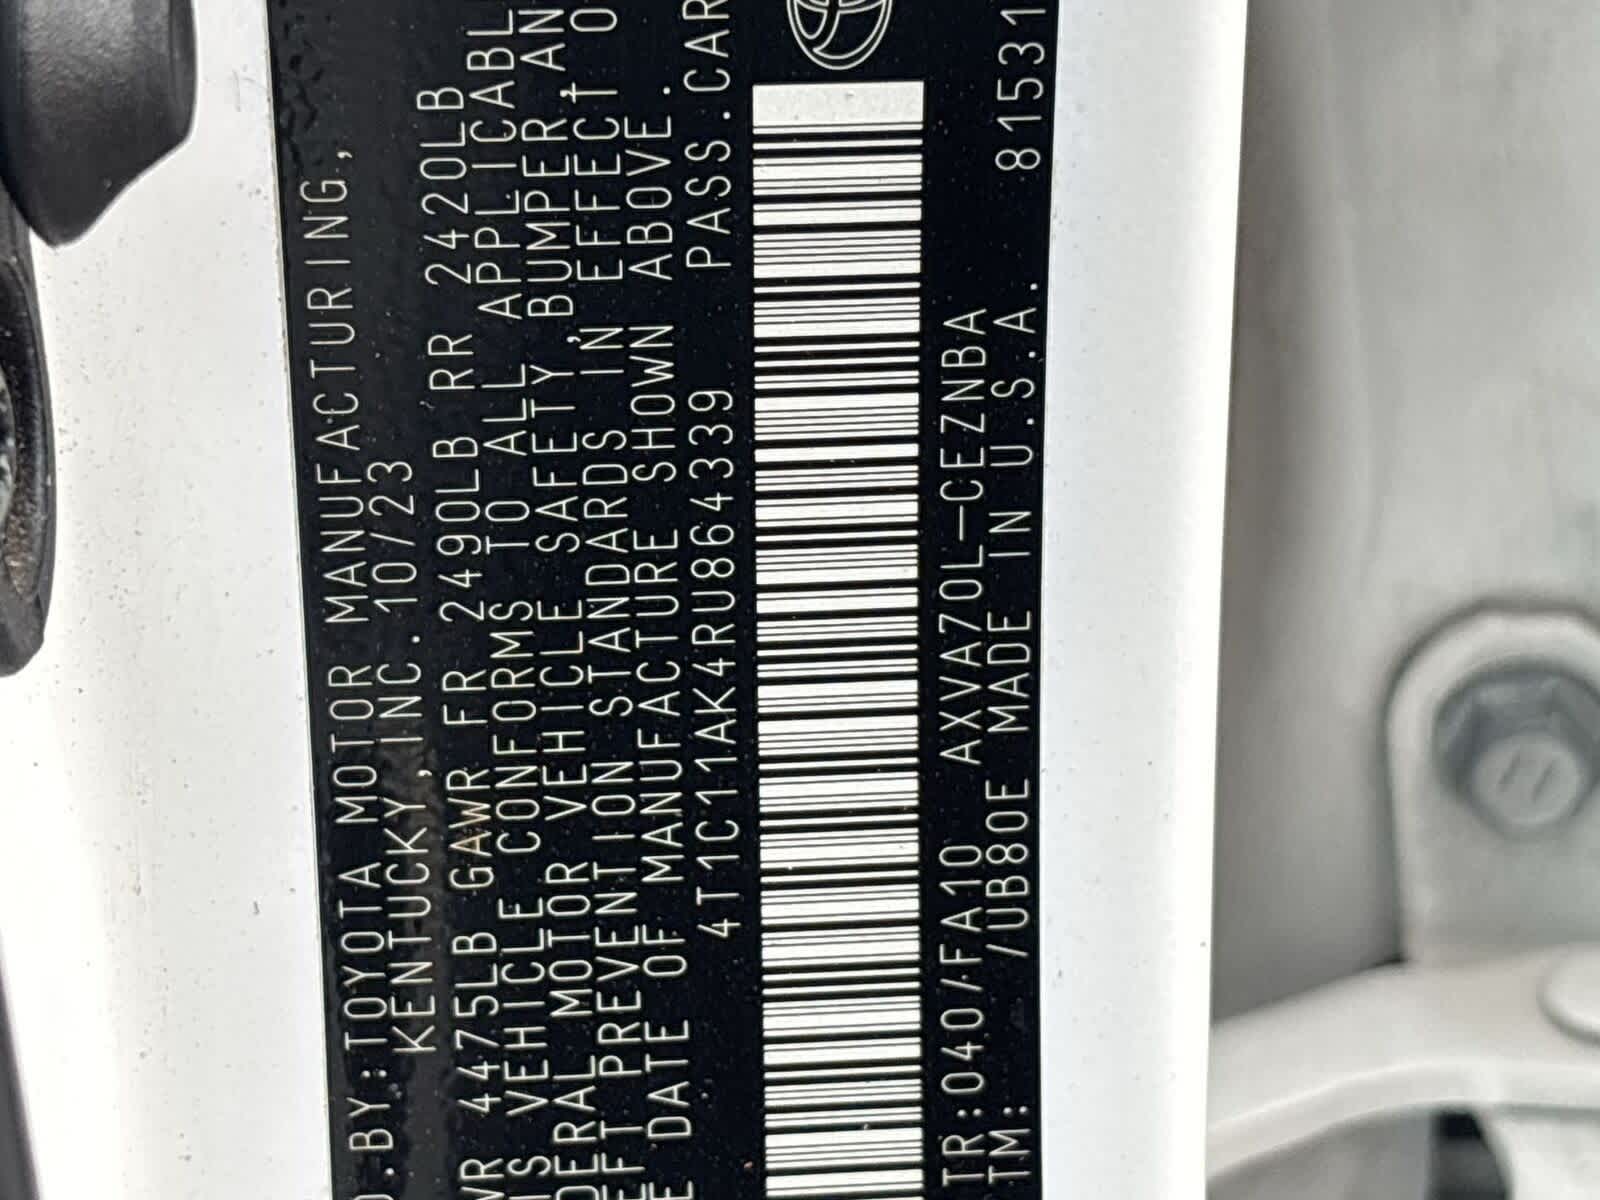 D.BY:TOYOTA MOTOR MANUFACTURING,
KENTUCKY,INC. 10/23
VR 4475LB GAWR FR 2490LB RR 2420LB
IS VEHICLE CONFORMS TO ALL APPLICABL
DERAL MOTOR VEHICLE SAFETY,BUMPER,AN
EFT PREVENTION STANDARDS IN EFFECT O
E DATE OF MANUFACTURE SHOWN ABOVE.
4T1C11AK4RU864339 PASS.CAR
TR:040/FA10 AXVA70L-CEZNBA
TM: /UB80E MADE IN U.S.A. 81531